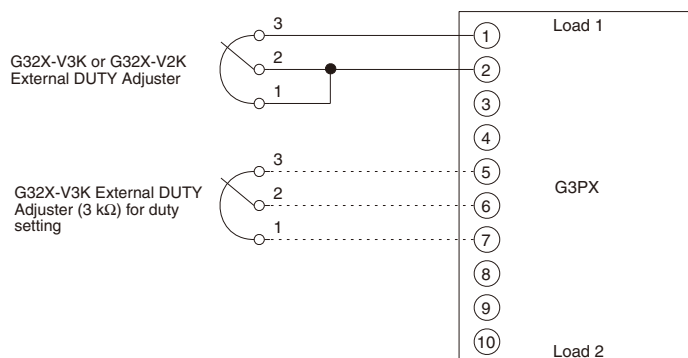 3
Load 1
1
G32X-V3K or G32X-V2K
External DUTY Adjuster
2
2
1
3
4
3
5
G32X-V3K External DUTY
Adjuster (3 kΩ) for duty
setting
2
6
G3PX
1
7
8
9
10
Load 2